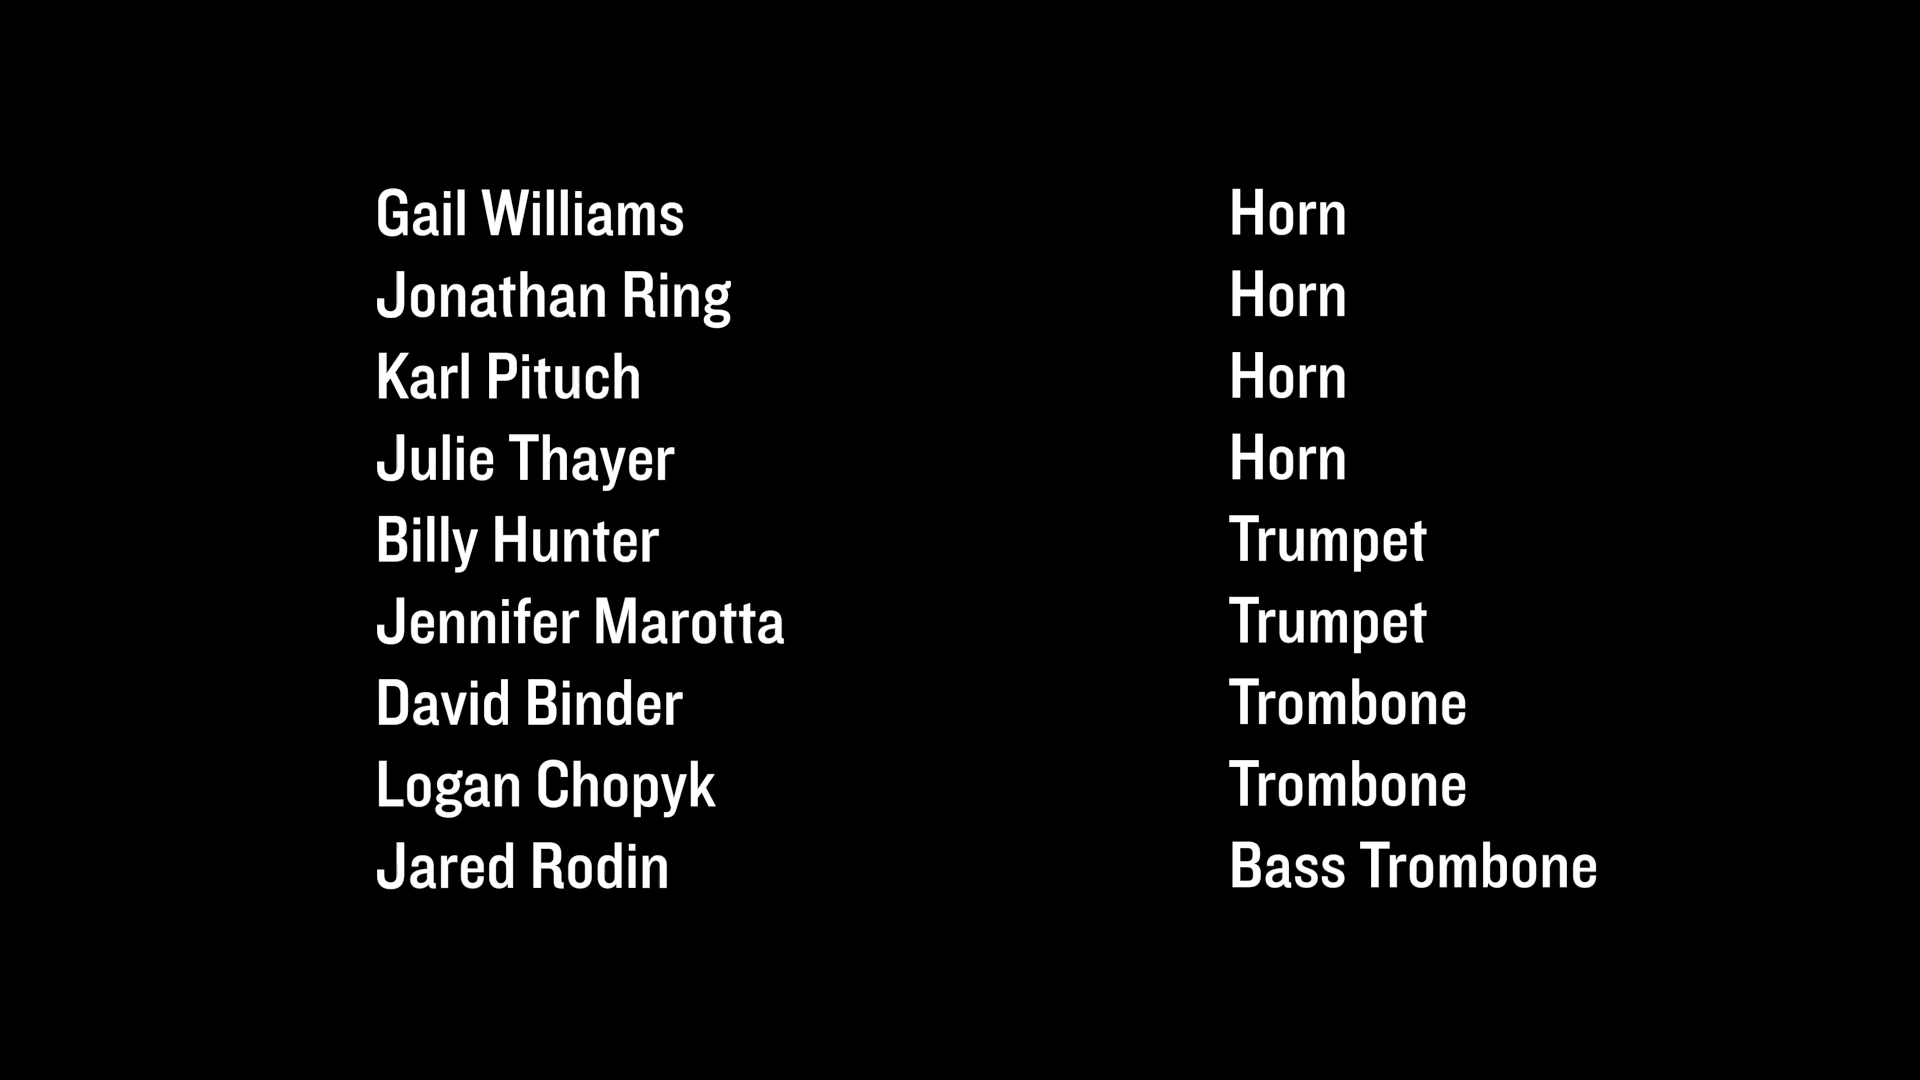 Gail Williams Horn
Jonathan Ring Horn
Karl Pituch Horn
Julie Thayer Horn
Billy Hunter Trumpet
Jennifer Marotta Trumpet
David Binder Trombone
Logan Chopyk Trombone
Jared Rodin Bass Trombone